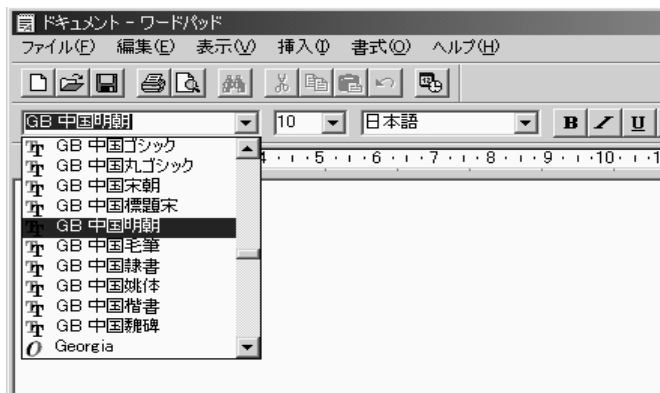 ドキュメント - ワードパッド
ファイル(F) 編集(E) 表示(V) 挿入(I) 書式(O) ヘルプ(H)
GB 中国明朝 10 日本語 B I U
4 5 6 7 8 9 10 1
GB 中国ゴシック
GB 中国丸ゴシック
GB 中国宋朝
GB 中国標題宋
GB 中国明朝
GB 中国毛筆
GB 中国隷書
GB 中国姚体
GB 中国楷書
GB 中国魏碑
Georgia